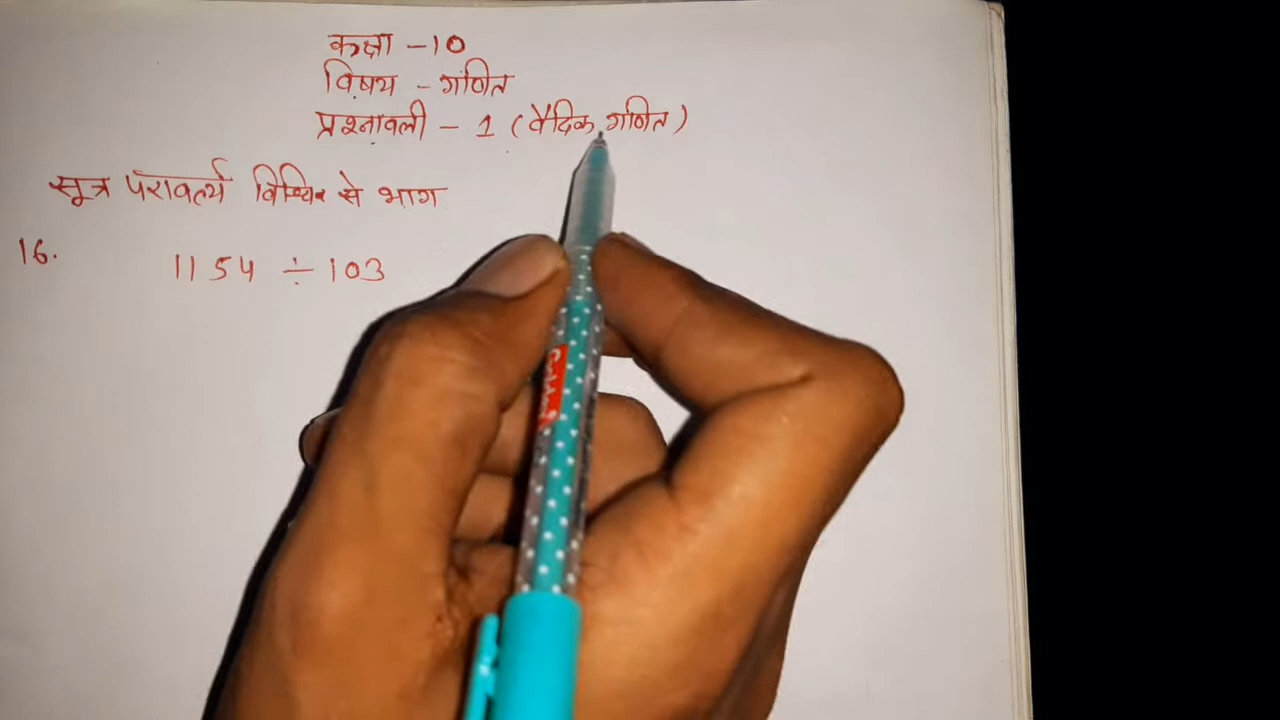 कक्षा - 10
विषय - गणित
प्रश्नावली - 1 (वैदिक गणित)
सूत्र परावर्त्य विधि से भाग
16. 1154 ÷ 103